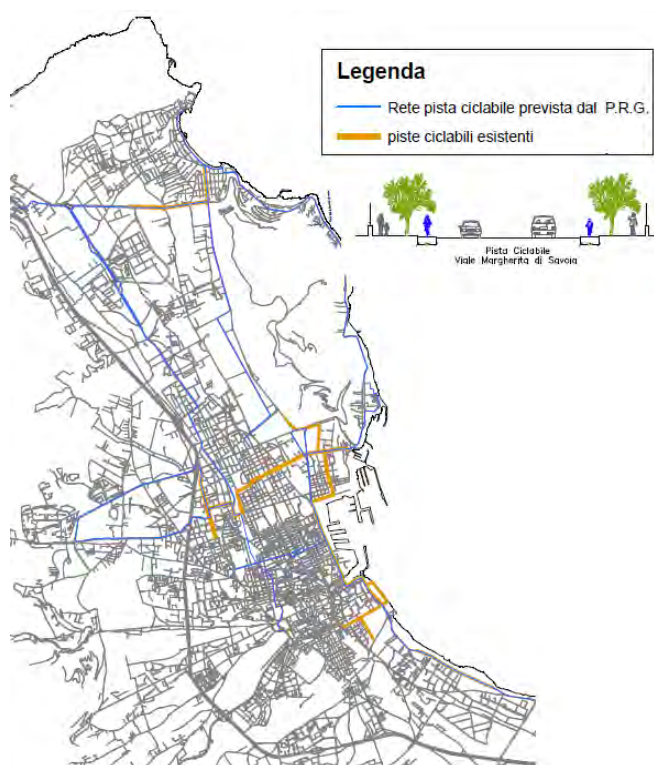 Legenda
Rete pista ciclabile prevista dal P.R.G.
piste ciclabili esistenti
Pista Ciclabile
Viale Margherita di Savoia